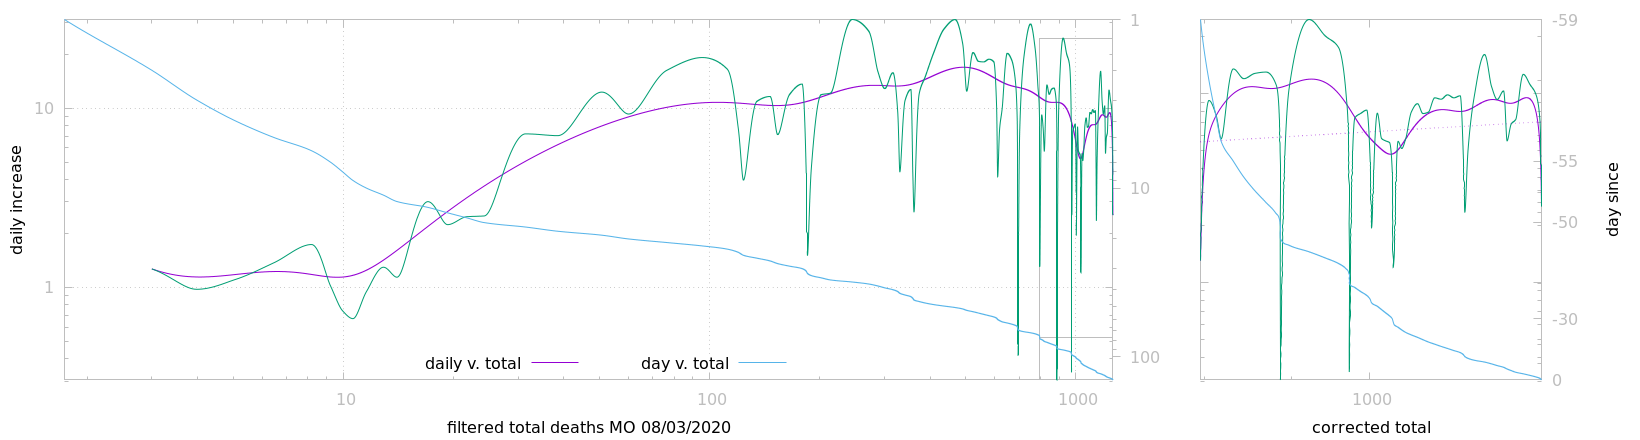 1
-59
10
daily increase
-55
day since
10
-50
1
-30
daily v. total
day v. total
100
0
10
100
1000
1000
filtered total deaths MO 08/03/2020
corrected total